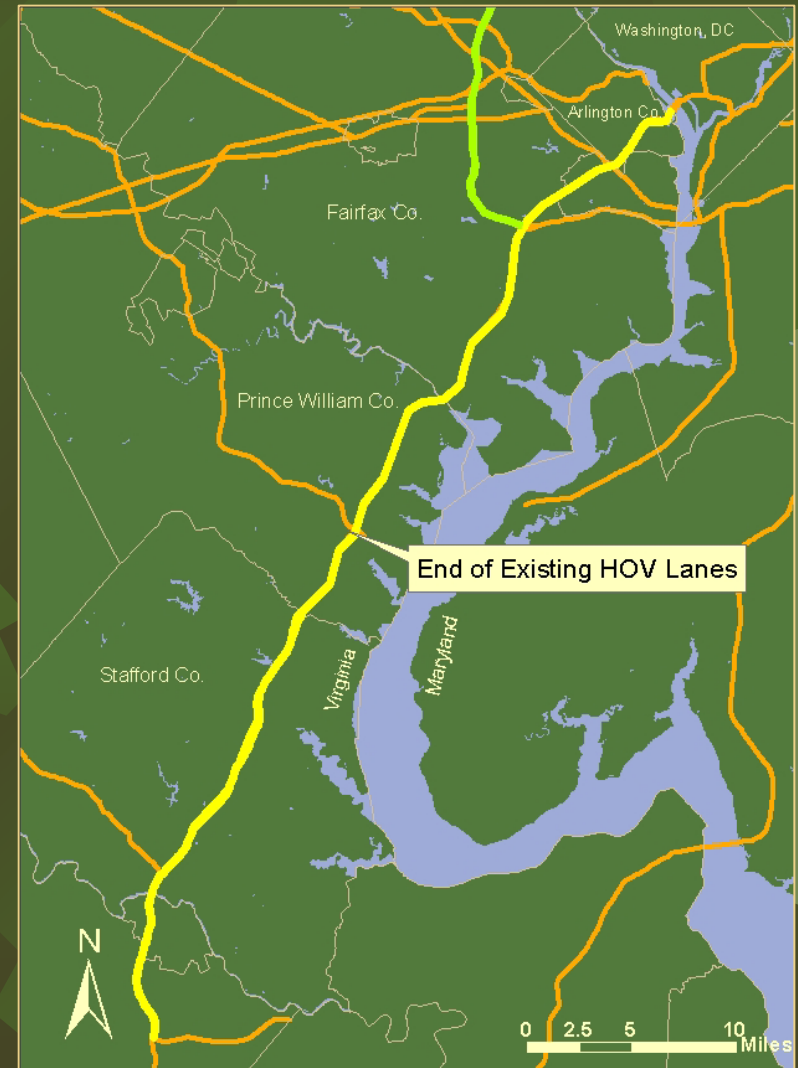 Washington, DC
Arlington Co.
Fairfax Co.
Prince William Co.
End of Existing HOV Lanes
Stafford Co.
Virginia
Maryland
N
0 2.5 5 10
Miles